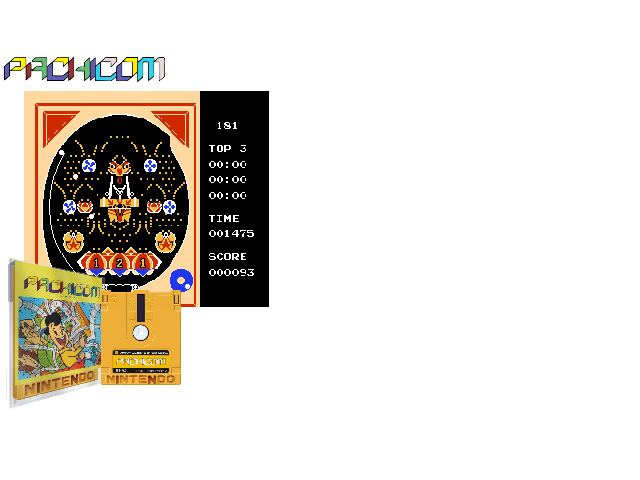 PACHICOM
181
TOP 3
00:00
00:00
00:00
TIME
001475
SCORE
000093
1 2 1
PACHICOM
NINTENDO
PACHICOM
NINTENDO